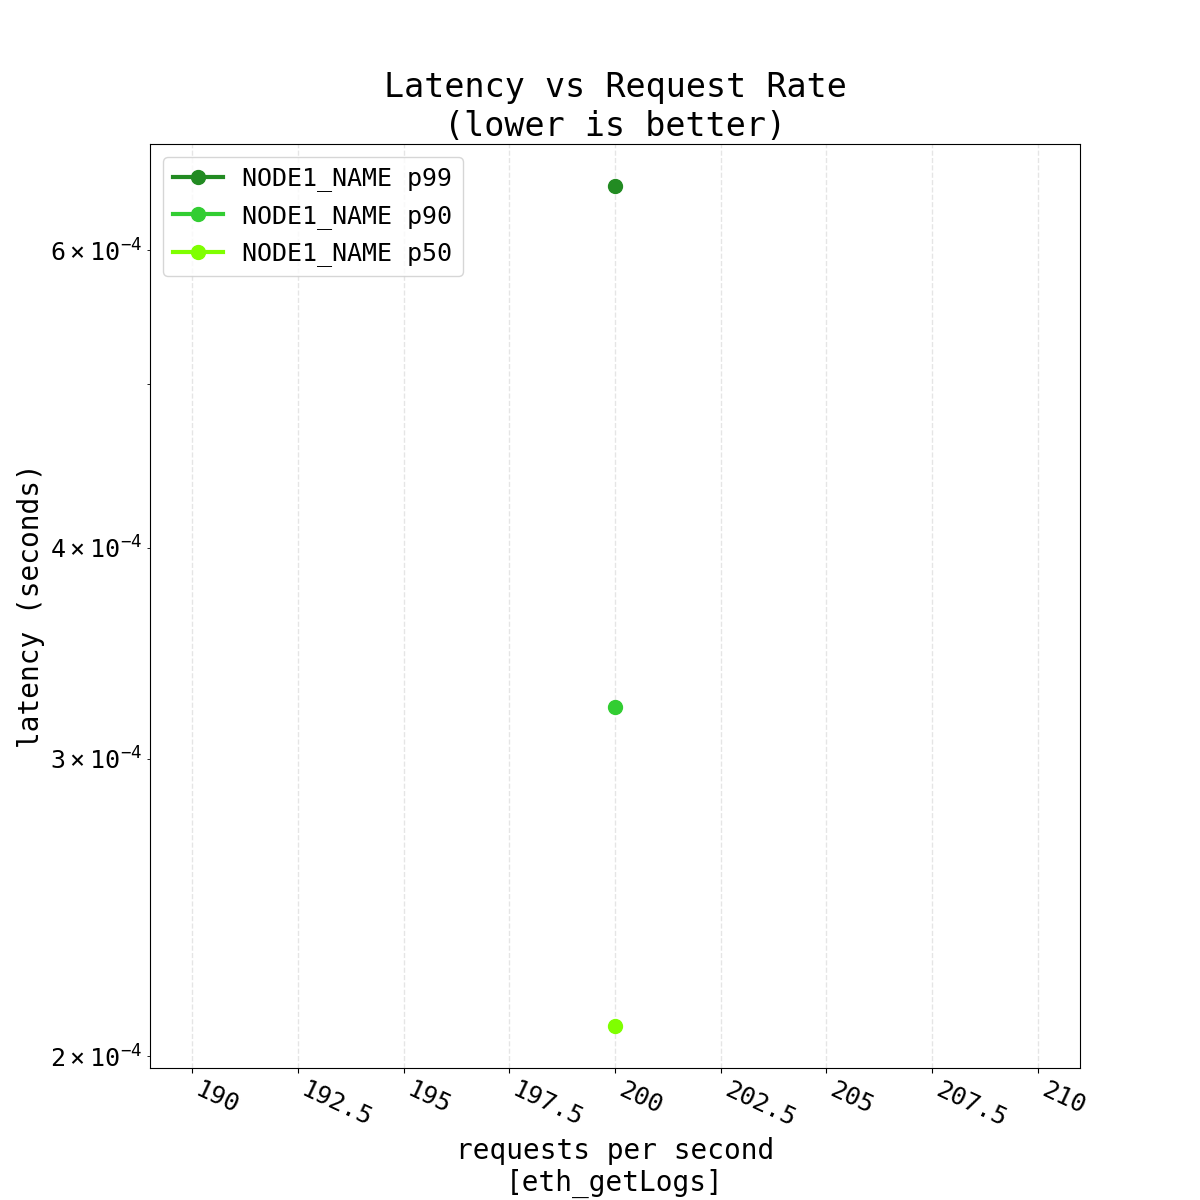 Latency vs Request Rate
(lower is better)
NODE1_NAME p99
NODE1_NAME p90
NODE1_NAME p50
6 × 10⁻⁴
4 × 10⁻⁴
3 × 10⁻⁴
2 × 10⁻⁴
latency (seconds)
190 192.5 195 197.5 200 202.5 205 207.5 210
requests per second
[eth_getLogs]